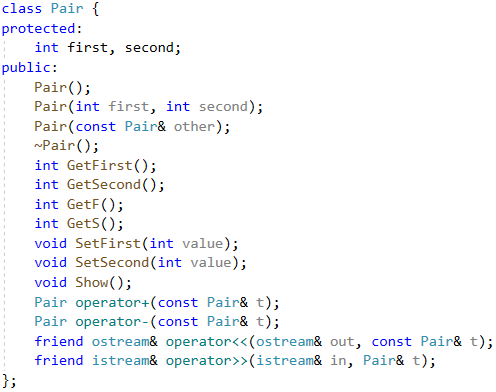 class Pair {
protected:
    int first, second;
public:
    Pair();
    Pair(int first, int second);
    Pair(const Pair& other);
    ~Pair();
    int GetFirst();
    int GetSecond();
    int GetF();
    int GetS();
    void SetFirst(int value);
    void SetSecond(int value);
    void Show();
    Pair operator+(const Pair& t);
    Pair operator-(const Pair& t);
    friend ostream& operator<<(ostream& out, const Pair& t);
    friend istream& operator>>(istream& in, Pair& t);
};